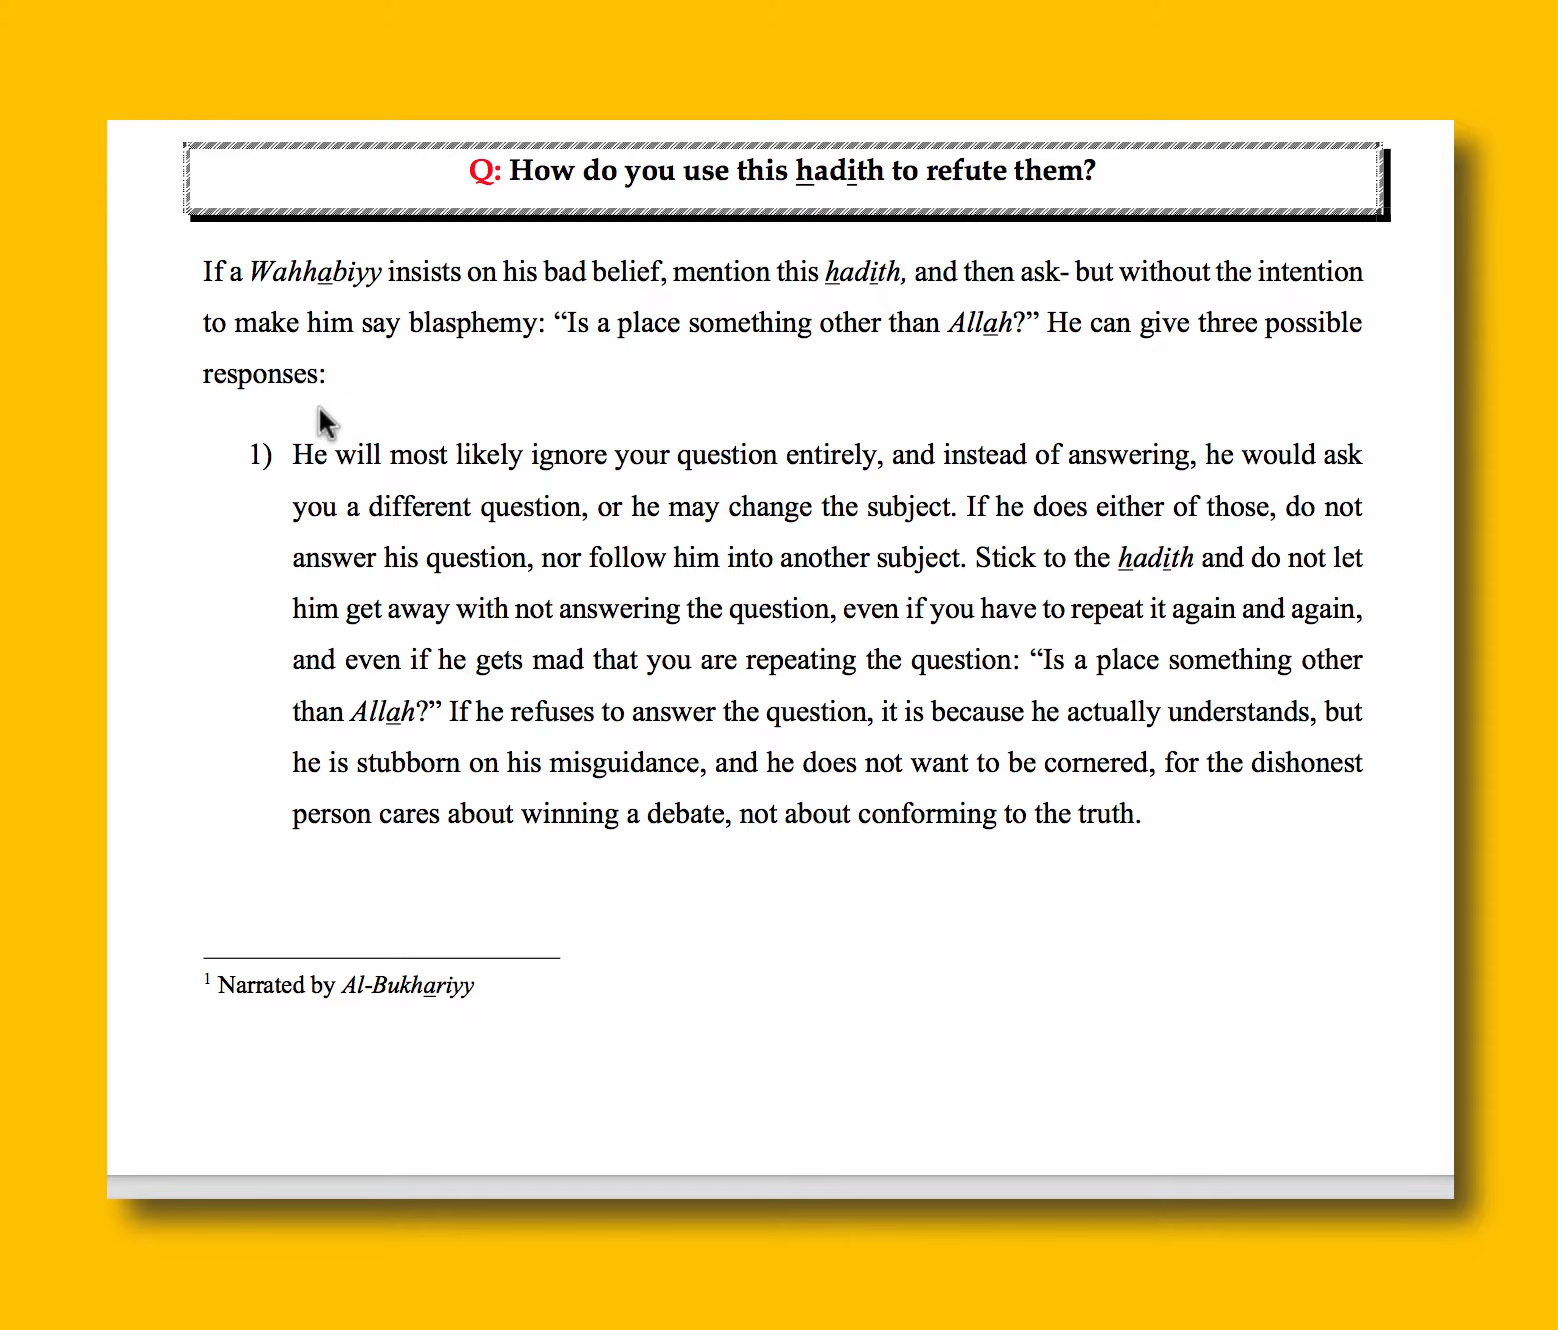 Q: How do you use this hadith to refute them?
If a Wahhabiyy insists on his bad belief, mention this hadith, and then ask- but without the intention
to make him say blasphemy: “Is a place something other than Allah?” He can give three possible
responses:
1) He will most likely ignore your question entirely, and instead of answering, he would ask
you a different question, or he may change the subject. If he does either of those, do not
answer his question, nor follow him into another subject. Stick to the hadith and do not let
him get away with not answering the question, even if you have to repeat it again and again,
and even if he gets mad that you are repeating the question: “Is a place something other
than Allah?” If he refuses to answer the question, it is because he actually understands, but
he is stubborn on his misguidance, and he does not want to be cornered, for the dishonest
person cares about winning a debate, not about conforming to the truth.
1 Narrated by Al-Bukhariyy